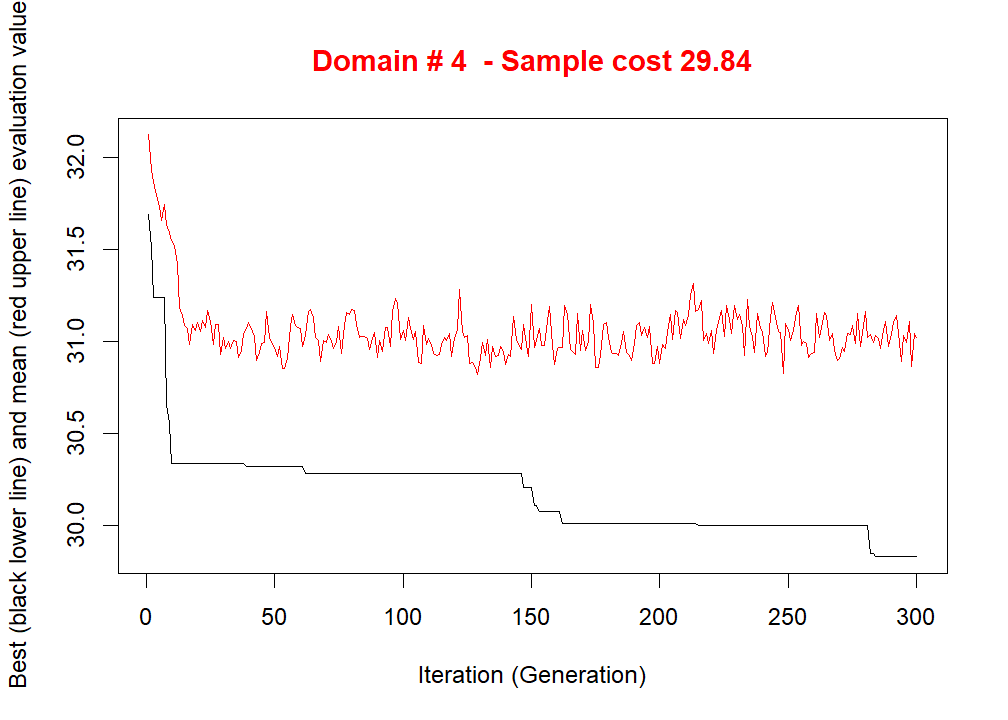 Domain # 4  - Sample cost 29.84
Best (black lower line) and mean (red upper line) evaluation value
32.0
31.5
31.0
30.5
30.0
0 50 100 150 200 250 300
Iteration (Generation)